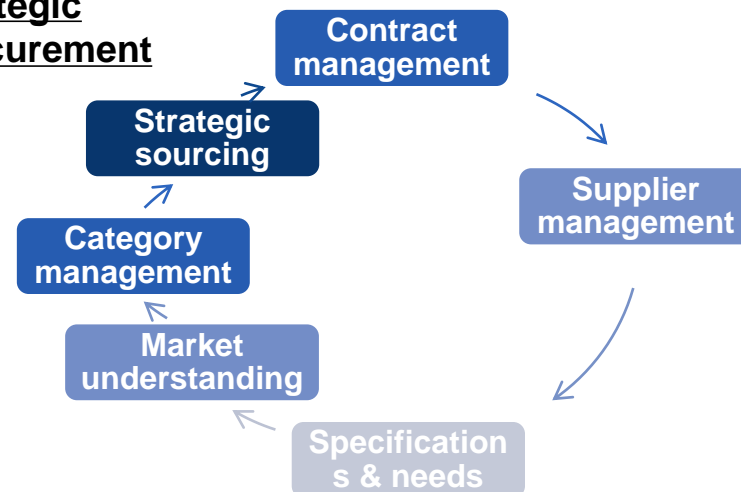 tegic
curement
Contract
management
Strategic
sourcing
Supplier
management
Category
management
Market
understanding
Specification
s & needs